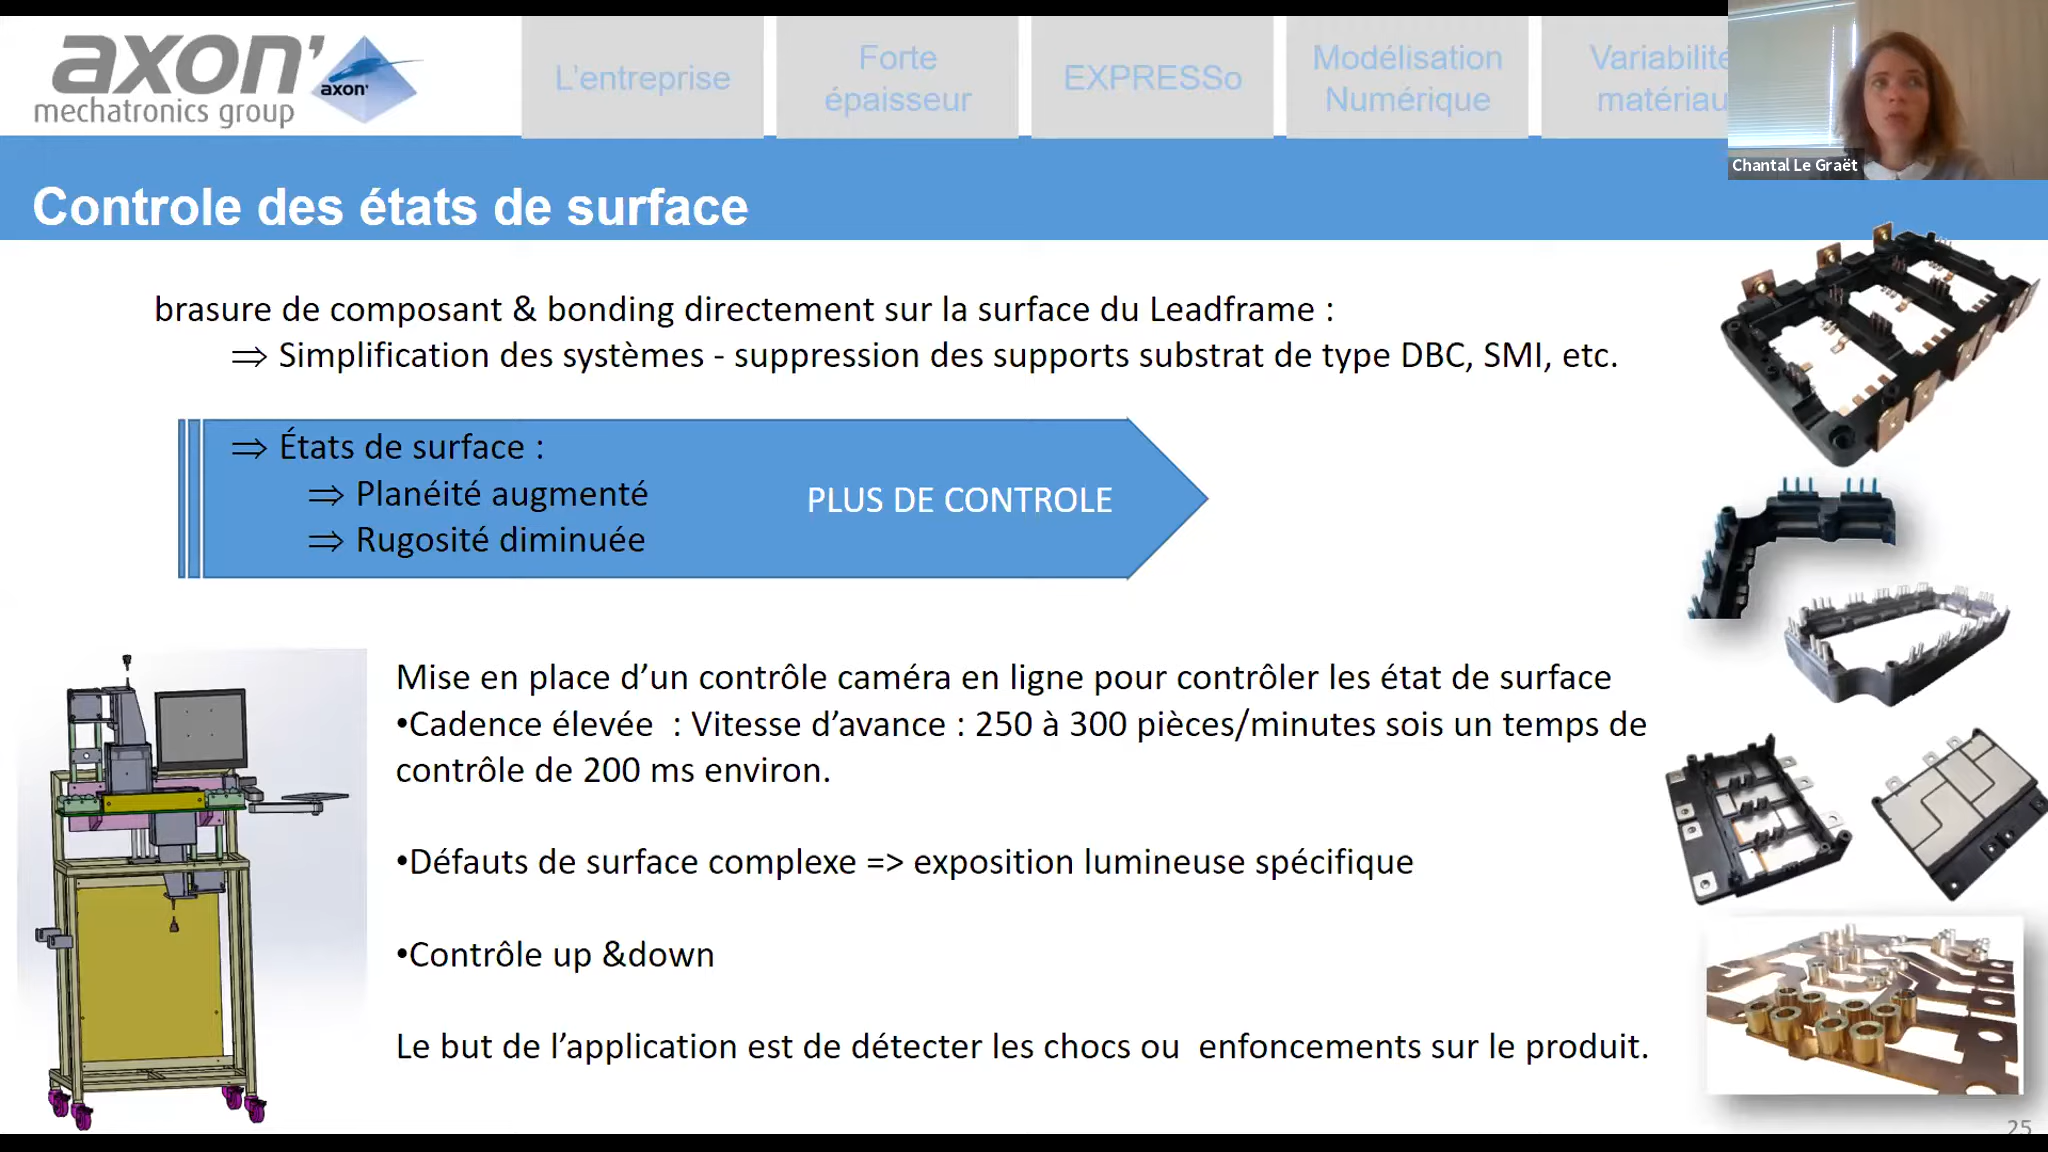 axon’
mechatronics group
axon’
L'entreprise
Forte
épaisseur
EXPRESSo
Modélisation
Numérique
Variabilité
matériau
Chantal Le Graët
Controle des états de surface
brasure de composant & bonding directement sur la surface du Leadframe :
⇒ Simplification des systèmes - suppression des supports substrat de type DBC, SMI, etc.
⇒ États de surface :
⇒ Planéité augmenté
⇒ Rugosité diminuée
PLUS DE CONTROLE
Mise en place d’un contrôle caméra en ligne pour contrôler les état de surface
•Cadence élevée : Vitesse d’avance : 250 à 300 pièces/minutes sois un temps de
contrôle de 200 ms environ.
•Défauts de surface complexe => exposition lumineuse spécifique
•Contrôle up &down
Le but de l’application est de détecter les chocs ou enfoncements sur le produit.
25